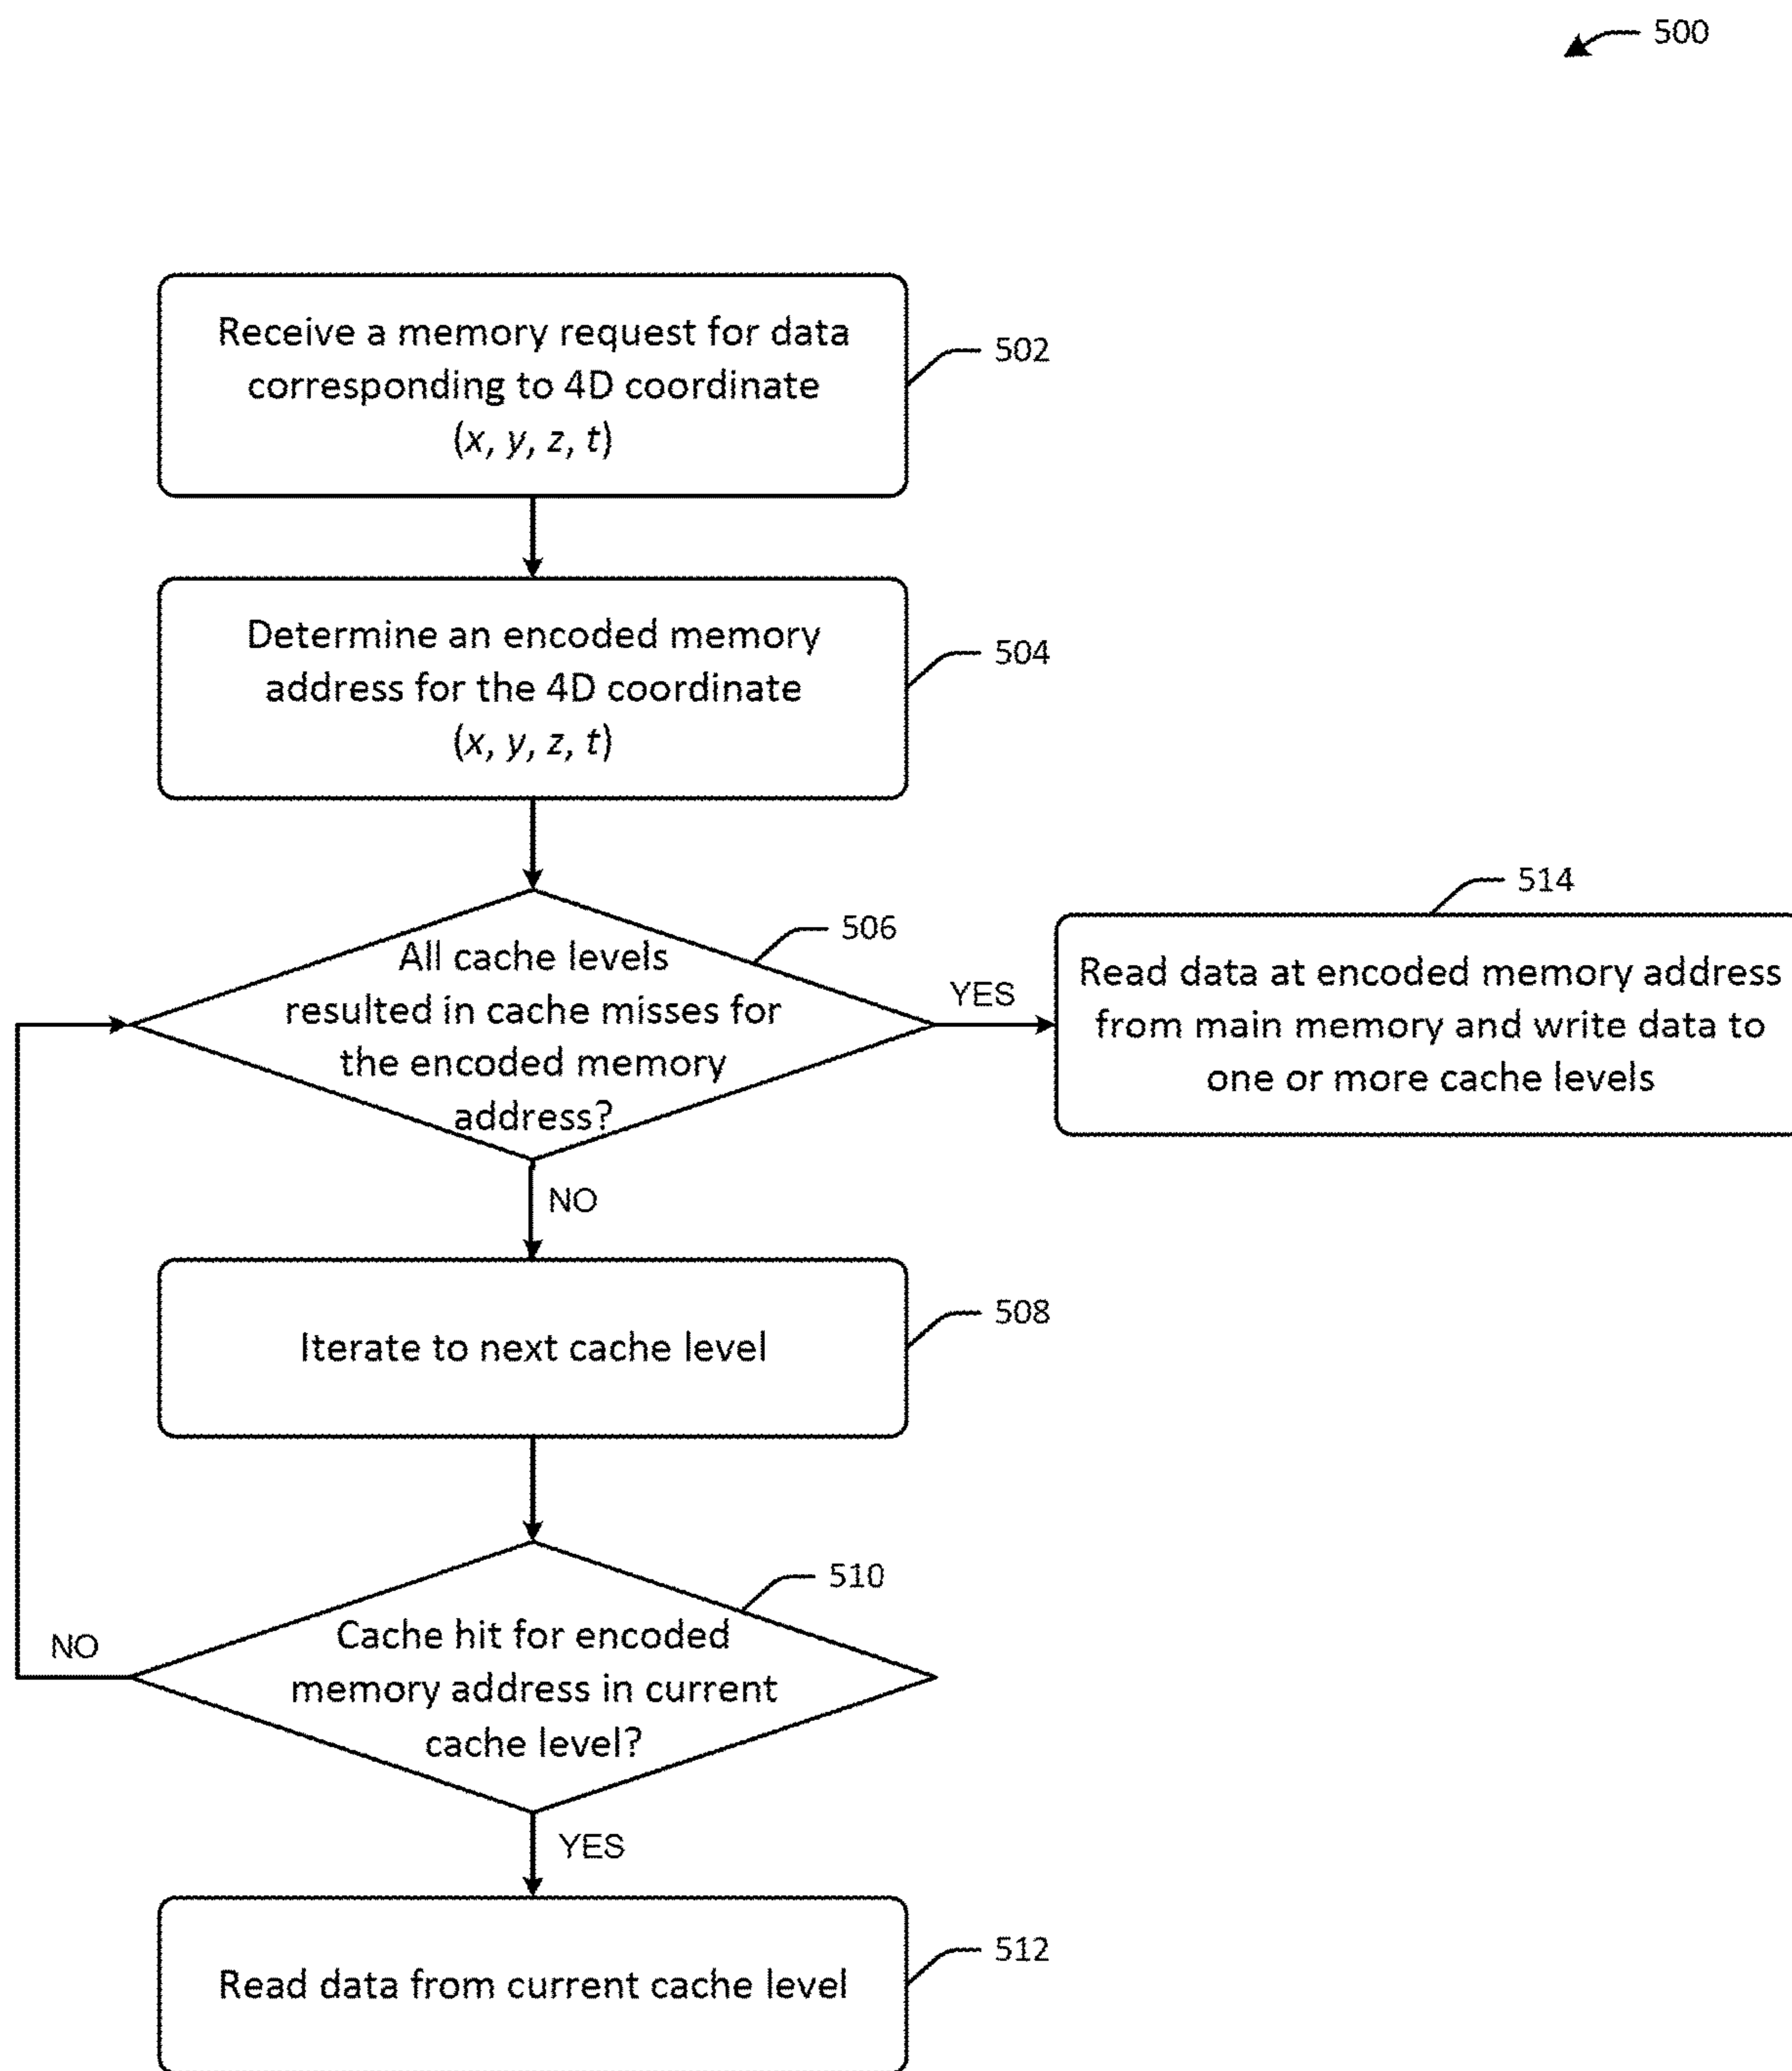 500
Receive a memory request for data
corresponding to 4D coordinate
(x, y, z, t)
502
Determine an encoded memory
address for the 4D coordinate
(x, y, z, t)
504
All cache levels
resulted in cache misses for
the encoded memory
address?
506
YES
514
Read data at encoded memory address
from main memory and write data to
one or more cache levels
NO
Iterate to next cache level
508
Cache hit for encoded
memory address in current
cache level?
510
NO
YES
Read data from current cache level
512